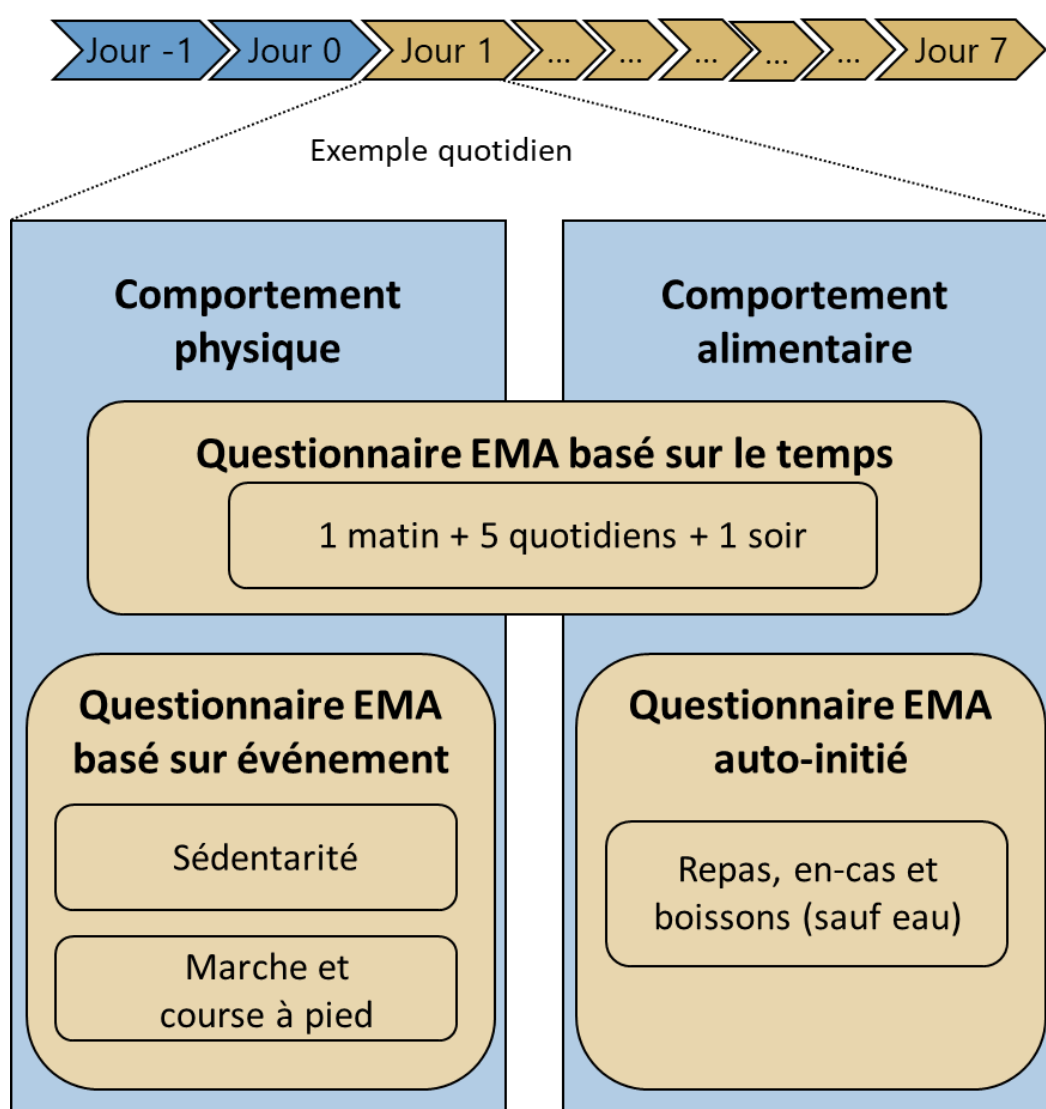 Jour -1 Jour 0 Jour 1 ... ... ... ... ... Jour 7
Exemple quotidien
Comportement
physique
Comportement
alimentaire
Questionnaire EMA basé sur le temps
1 matin + 5 quotidiens + 1 soir
Questionnaire EMA
basé sur événement
Sédentarité
Marche et
course à pied
Questionnaire EMA
auto-initié
Repas, en-cas et
boissons (sauf eau)